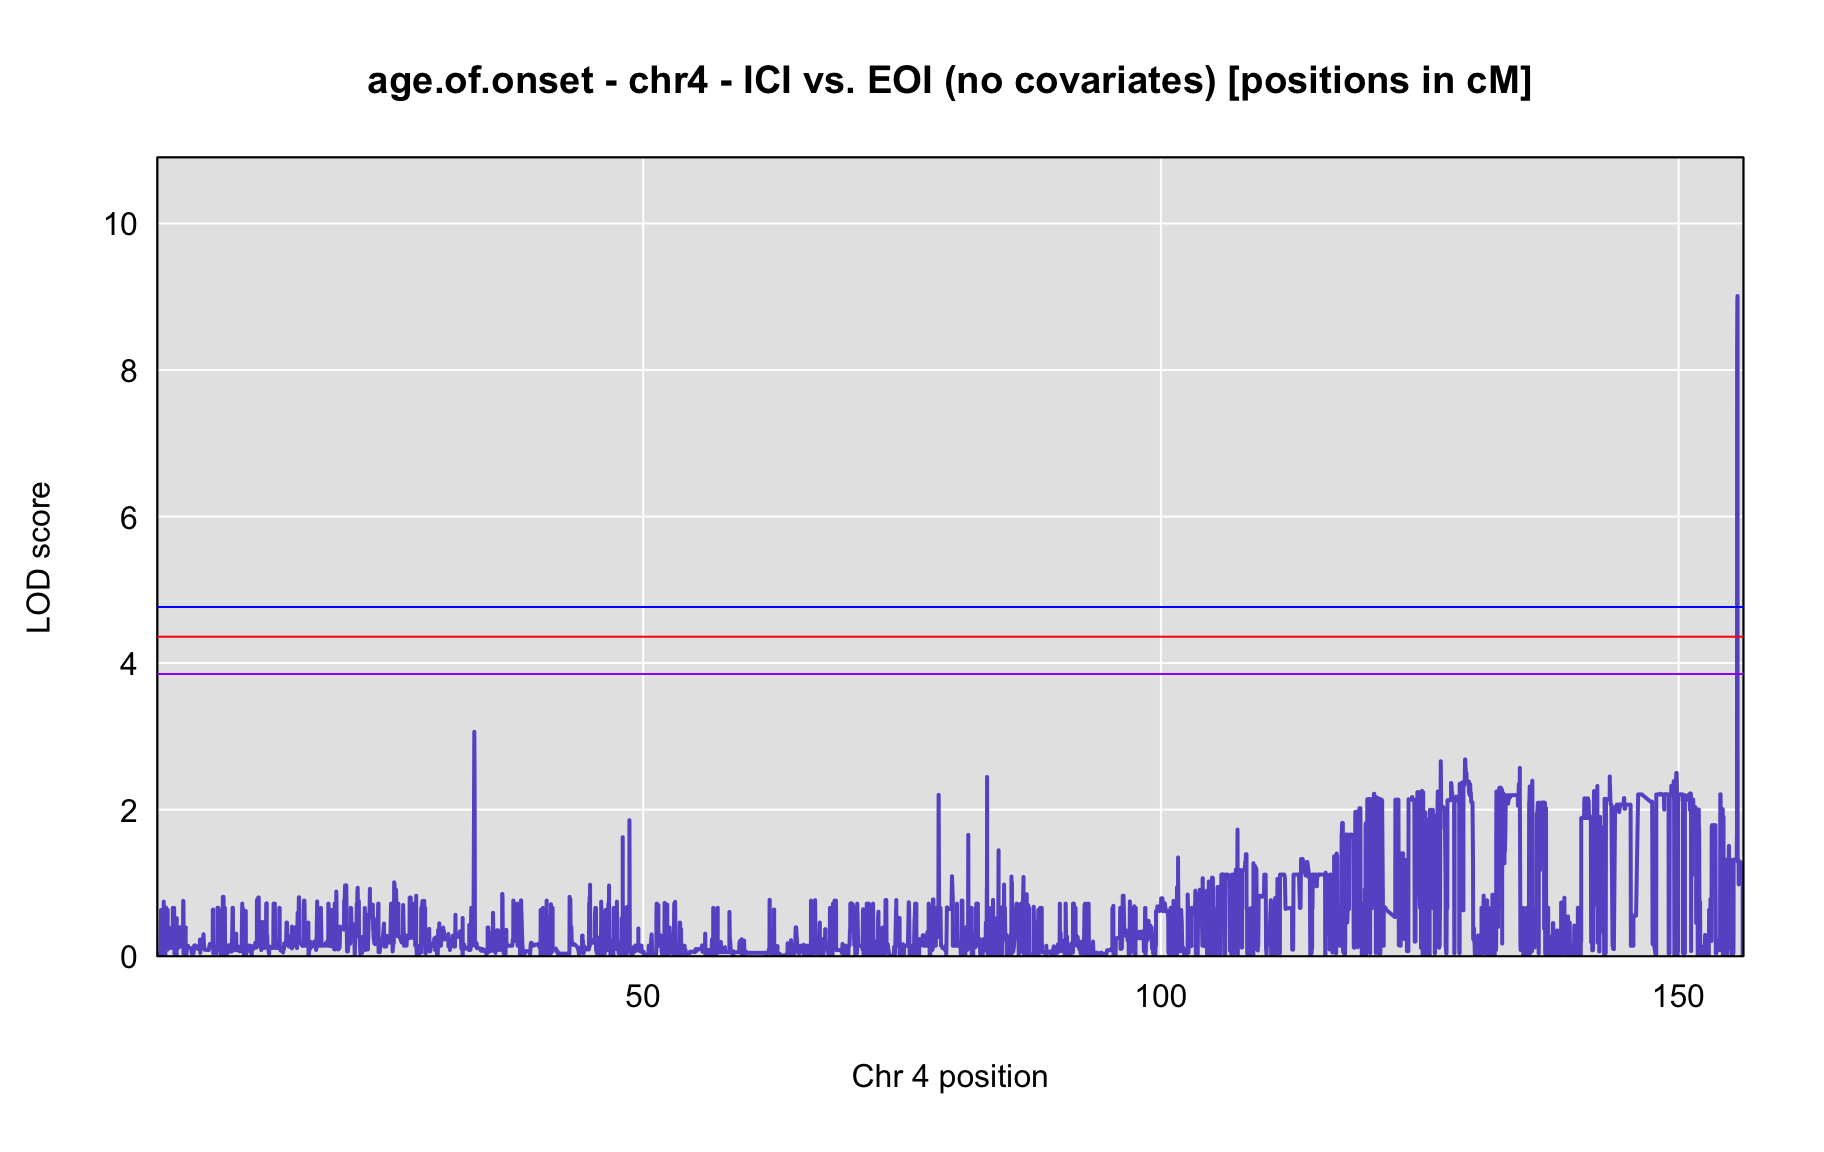 age.of.onset - chr4 - ICI vs. EOI (no covariates) [positions in cM]
10
8
6
4
2
0
LOD score
50 100 150
Chr 4 position